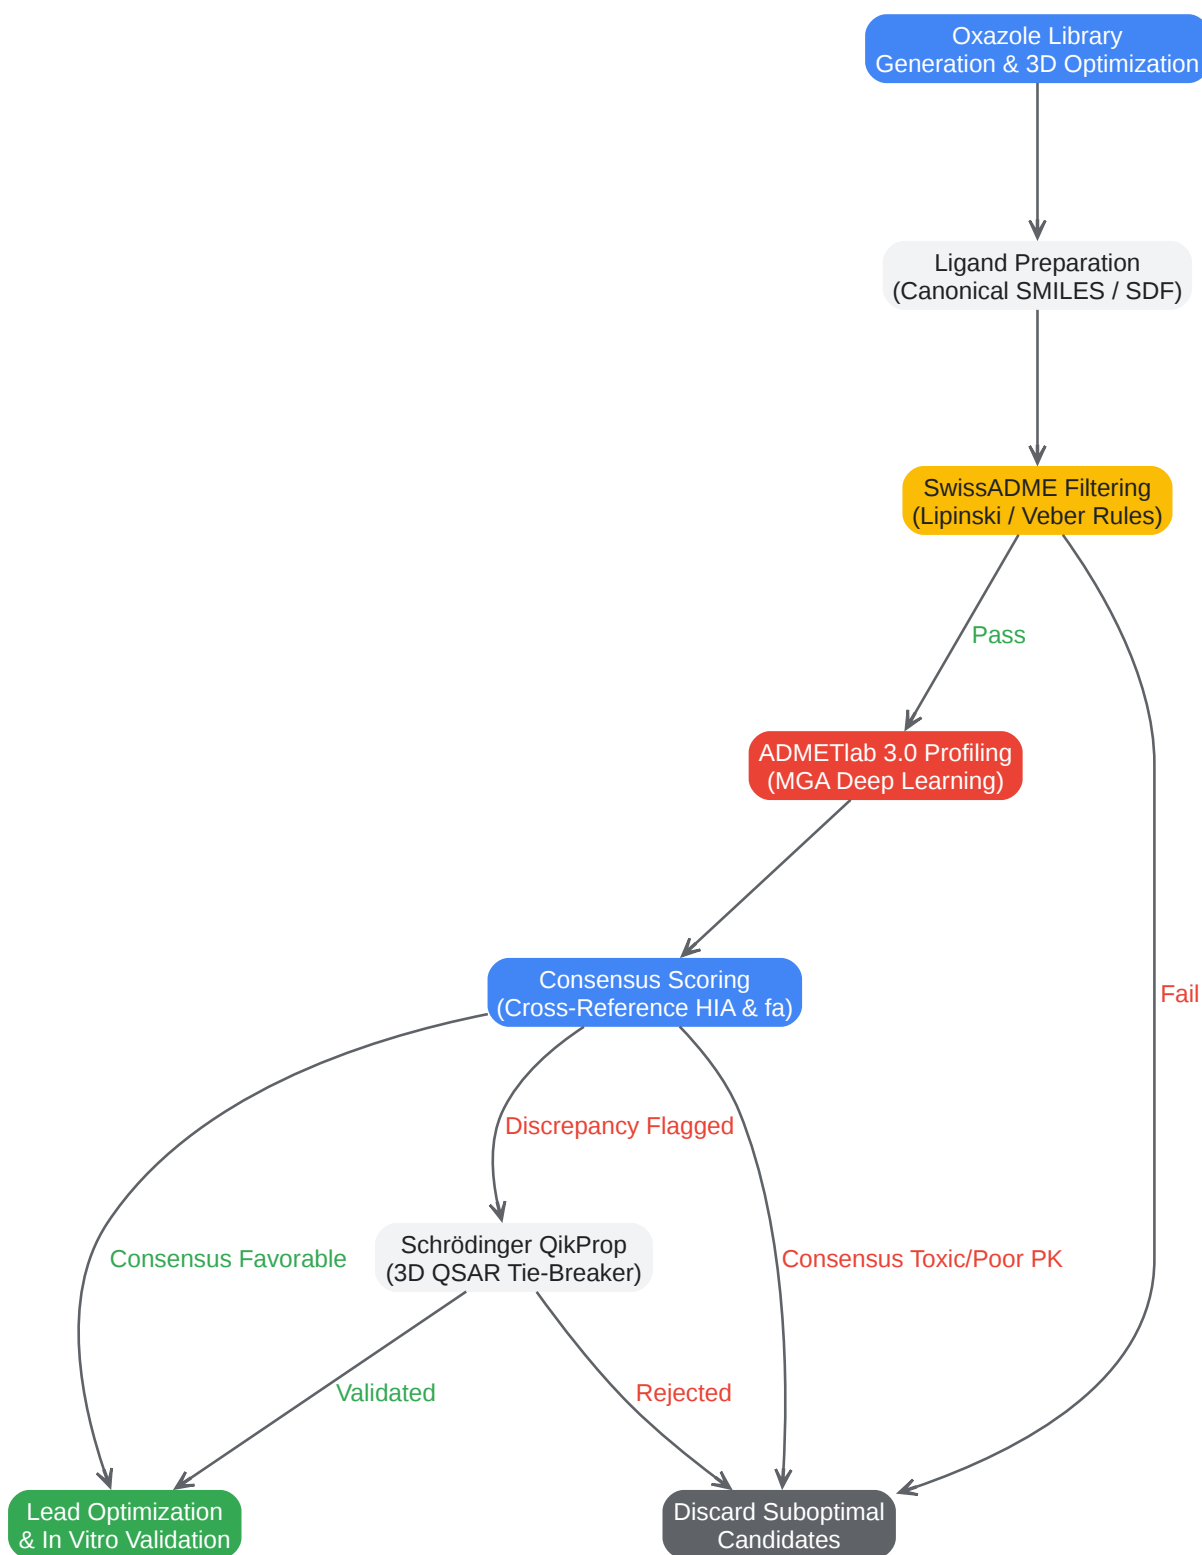 Oxazole Library
Generation & 3D Optimization
Ligand Preparation
(Canonical SMILES / SDF)
SwissADME Filtering
(Lipinski / Veber Rules)
Pass
ADMETlab 3.0 Profiling
(MGA Deep Learning)
Consensus Scoring
(Cross-Reference HIA & fa)
Fail
Discrepancy Flagged
Schrödinger QikProp
(3D QSAR Tie-Breaker)
Consensus Favorable
Consensus Toxic/Poor PK
Validated
Rejected
Lead Optimization
& In Vitro Validation
Discard Suboptimal
Candidates